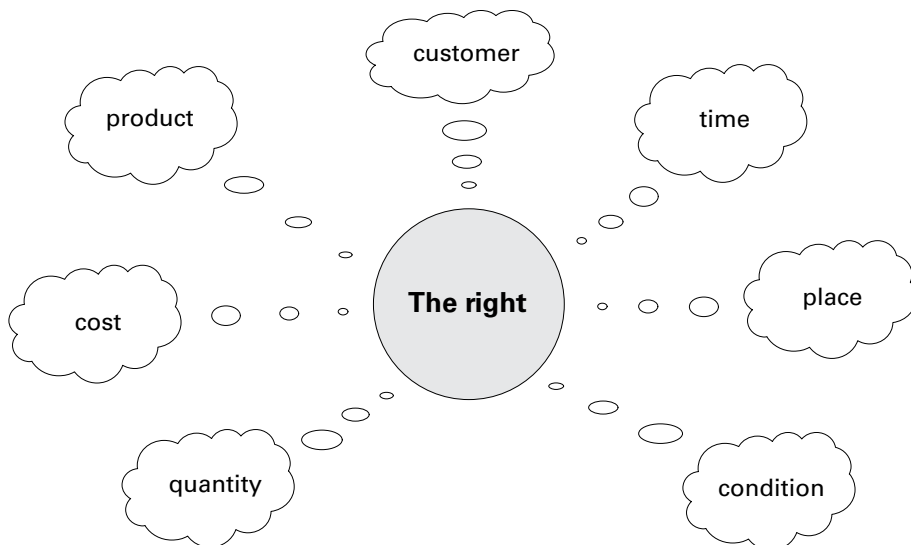 customer
product
time
The right
place
cost
quantity
condition